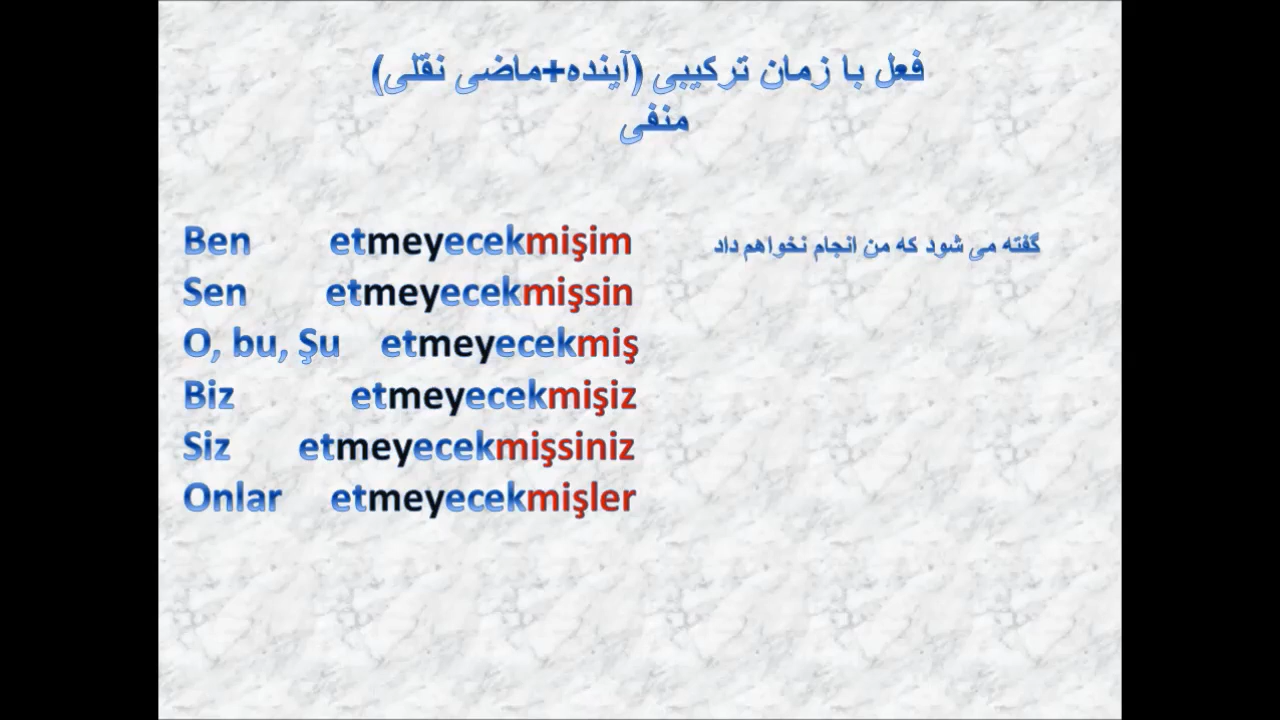 فعل با زمان ترکیبی (آینده+ماضی نقلی)
منفی
Ben etmeyecekmişim گفته می شود که من انجام نخواهم داد
Sen etmeyecekmişsin
O, bu, Şu etmeyecekmiş
Biz etmeyecekmişiz
Siz etmeyecekmişsiniz
Onlar etmeyecekmişler